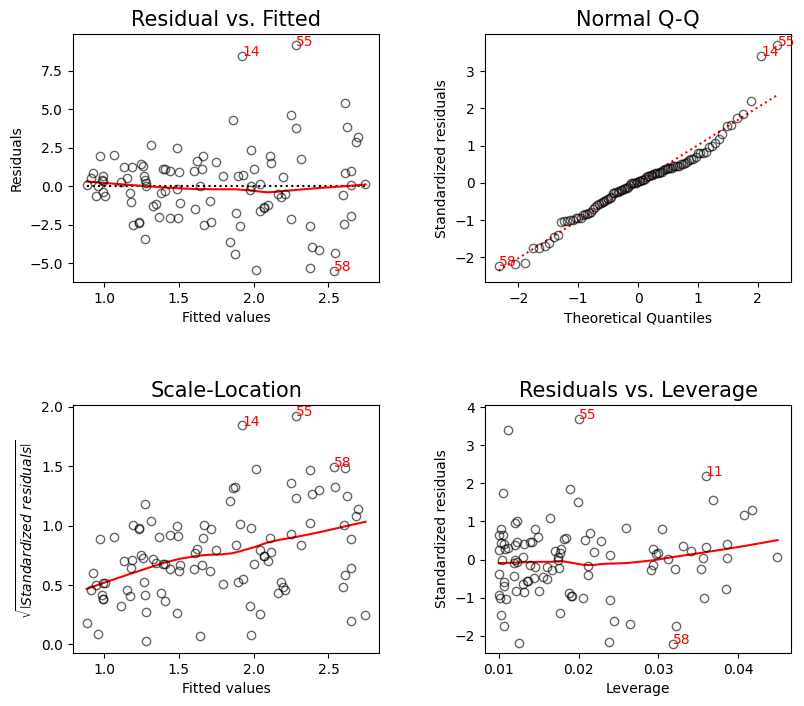 Residual vs. Fitted
Residuals
7.5
5.0
2.5
0.0
−2.5
−5.0
14
55
58
1.0 1.5 2.0 2.5
Fitted values
Normal Q-Q
Standardized residuals
4
3
2
1
0
−1
−2
55
14
58
−2 −1 0 1 2
Theoretical Quantiles
Scale-Location
√|Standardized residuals|
2.0
1.5
1.0
0.5
0.0
14
55
58
1.0 1.5 2.0 2.5
Fitted values
Residuals vs. Leverage
Standardized residuals
4
3
2
1
0
−1
−2
55
11
58
0.01 0.02 0.03 0.04
Leverage